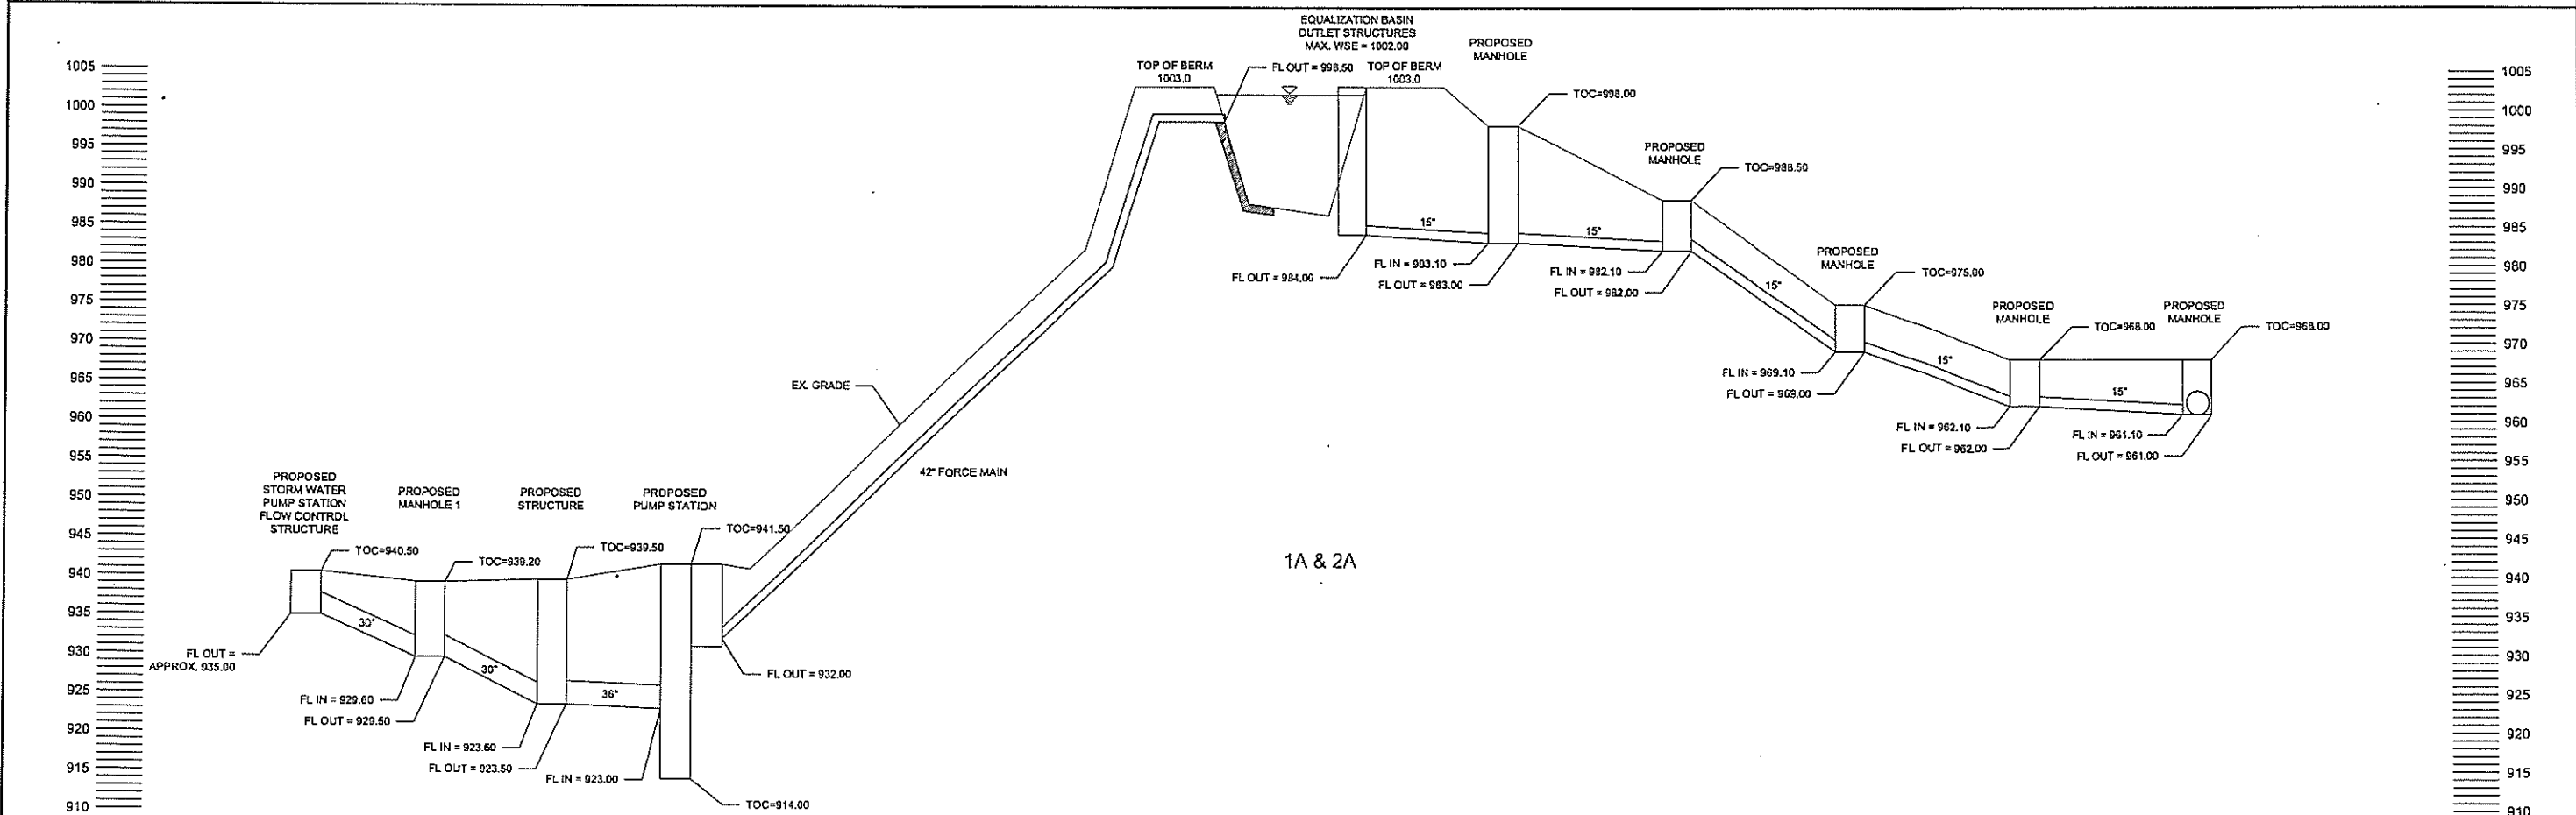 EQUALIZATION BASIN
OUTLET STRUCTURES
MAX. WSE = 1002.00
PROPOSED
MANHOLE
TOP OF BERM
1003.0
FL OUT = 998.50
TOP OF BERM
1003.0
TOC=998.00
PROPOSED
MANHOLE
TOC=988.50
15"
15"
FL OUT = 984.00
FL IN = 983.10
FL OUT = 983.00
FL IN = 982.10
FL OUT = 982.00
15"
PROPOSED
MANHOLE
TOC=975.00
PROPOSED
MANHOLE
TOC=968.00
PROPOSED
MANHOLE
TOC=968.00
FL IN = 969.10
FL OUT = 969.00
15"
15"
FL IN = 962.10
FL OUT = 962.00
FL IN = 961.10
FL OUT = 961.00
EX. GRADE
42" FORCE MAIN
PROPOSED
STORM WATER
PUMP STATION
FLOW CONTROL
STRUCTURE
PROPOSED
MANHOLE 1
PROPOSED
STRUCTURE
PROPOSED
PUMP STATION
TOC=940.50
TOC=939.20
TOC=939.50
TOC=941.50
1A & 2A
30"
FL OUT =
APPROX. 935.00
30"
36"
FL OUT = 932.00
FL IN = 929.60
FL OUT = 929.50
FL IN = 923.60
FL OUT = 923.50
FL IN = 923.00
TOC=914.00
1005
1000
995
990
985
980
975
970
965
960
955
950
945
940
935
930
925
920
915
910
1005
1000
995
990
985
980
975
970
965
960
955
950
945
940
935
930
925
920
915
910